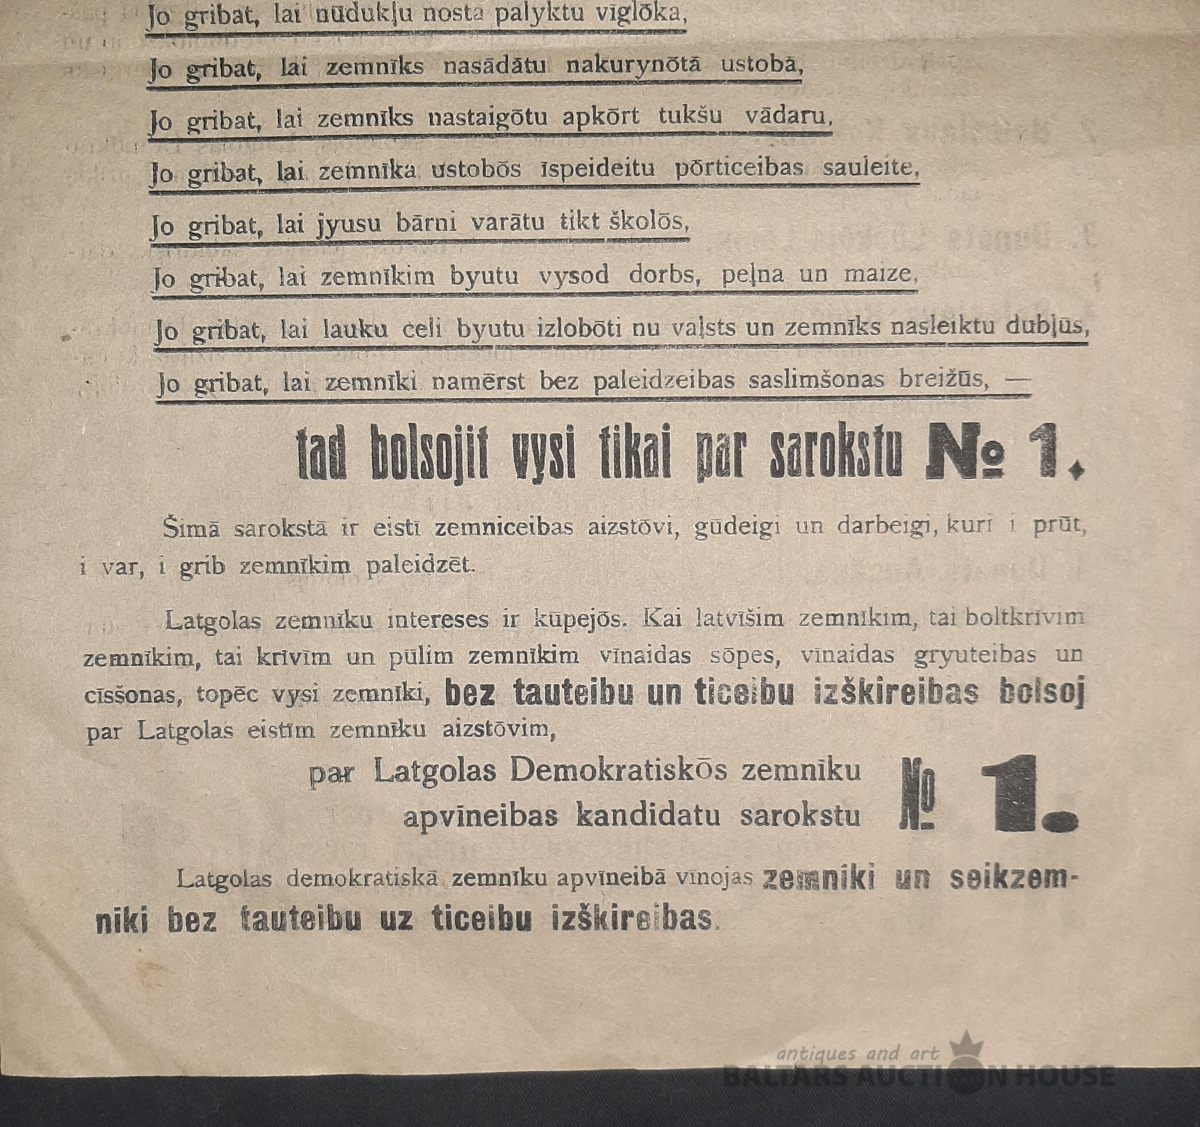 Jo gribat, lai nūdukļu nosta palyktu vīglōka,
Jo gribat, lai zemnīks nasādātu nakurynōtā ustobā,
Jo gribat, lai zemnīks nastaigōtu apkōrt tukšu vādaru,
Jo gribat, lai zemnīka ustobōs īspeideitu pōrticeibas sauleite,
Jo gribat, lai jyusu bārni varātu tikt školōs,
Jo gribat, lai zemnīkim byutu vysod dorbs, peļna un maize,
Jo gribat, lai lauku celi byutu izlobōti nu vaļsts un zemnīks nasleiktu dubļūs,
Jo gribat, lai zemnīki namērst bez paleidzeibas saslimšonas breižūs, —
tad bolsojit vysi tikai par sarokstu № 1.
Šimā sarokstā ir eistī zemniceibas aizstōvi, gūdeigi un darbeigi, kuri i prūt,
i var, i grib zemnīkim paleidzēt.
Latgolas zemnīku intereses ir kūpejōs. Kai latvīšim zemnīkim, tai boltkrīvim
zemnīkim, tai krīvim un pūlim zemnīkim vīnaidas sōpes, vīnaidas gryuteibas un
cīsšonas, topēc vysi zemnīki, bez tauteibu un ticeibu izškireibas bolsoj
par Latgolas eistīm zemnīku aizstōvim,
par Latgolas Demokratiskōs zemnīku
apvīneibas kandidatu sarokstu № 1.
Latgolas demokratiskā zemnīku apvīneibā vīnojas zemniki un seikzem-
niki bez tauteibu uz ticeibu izškireibas.
antiques and art
BALTARS AUCTION HOUSE